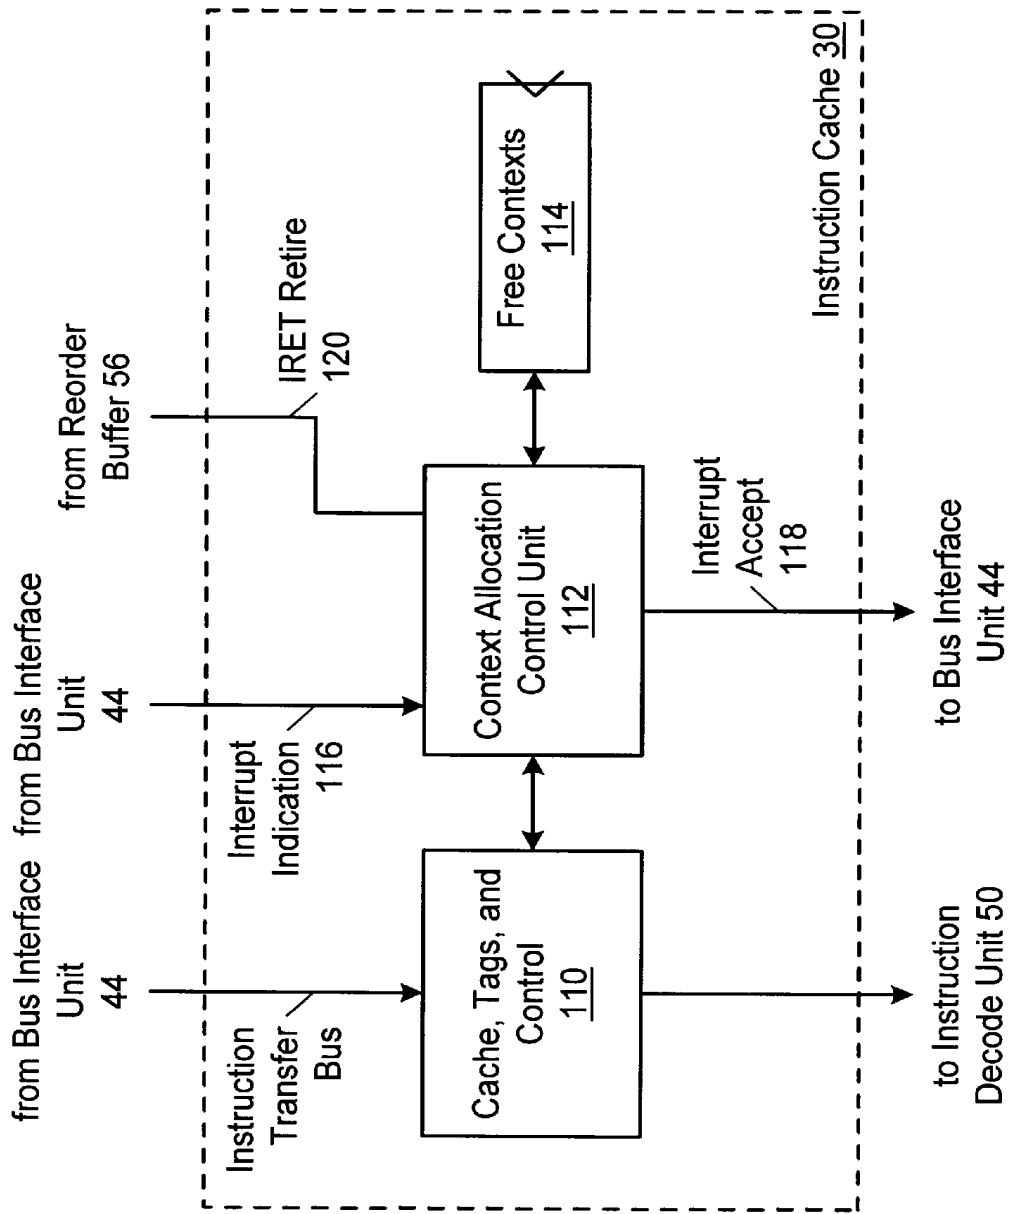 from Bus Interface
Unit
44
from Bus Interface
Unit
44
from Reorder
Buffer 56
Instruction
Transfer
Bus
Interrupt
Indication
116
IRET Retire
120
Cache, Tags, and
Control
110
Context Allocation
Control Unit
112
Free Contexts
114
Interrupt
Accept
118
Instruction Cache 30
to Instruction
Decode Unit 50
to Bus Interface
Unit 44